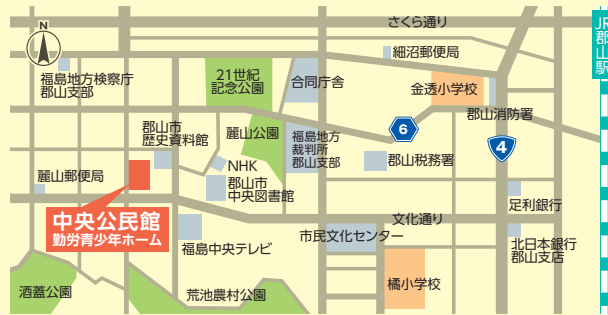 さくら通り
JR郡山駅
N
細沼郵便局
福島地方検察庁
郡山支部
21世紀
記念公園
合同庁舎
金透小学校
郡山消防署
郡山市
歴史資料館
麓山公園
福島地方
裁判所
郡山支部
6
4
NHK
郡山税務署
麗山郵便局
郡山市
中央図書館
足利銀行
中央公民館
勤労青少年ホーム
文化通り
市民文化センター
福島中央テレビ
北日本銀行
郡山支店
酒蓋公園
荒池農村公園
橘小学校